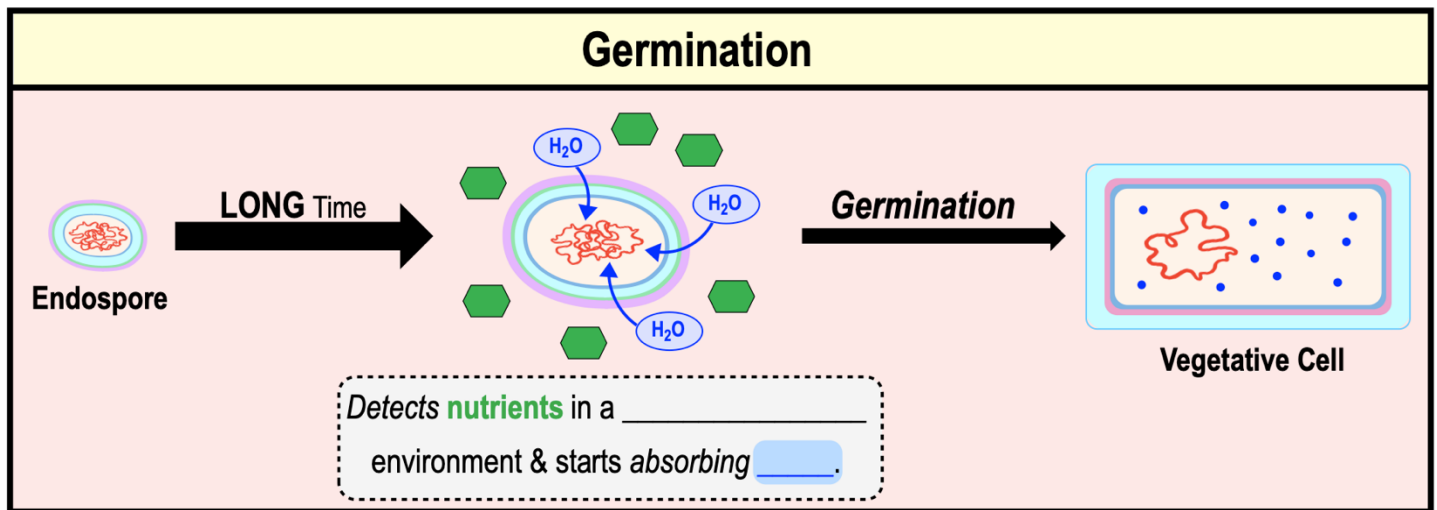 Germination
H₂O
H₂O
LONG Time
Germination
Endospore
H₂O
Vegetative Cell
Detects nutrients in a ________________
environment & starts absorbing _____.